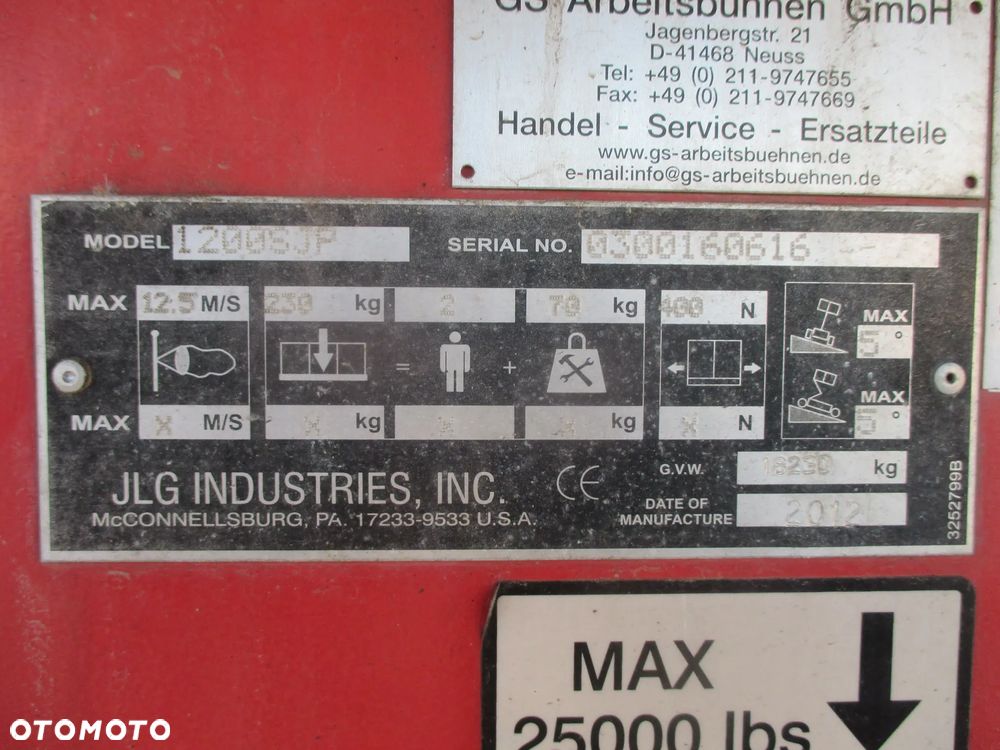 GS Arbeitsbühnen GmbH
Jagenbergstr. 21
D-41468 Neuss
Tel: +49 (0) 211-9747655
Fax: +49 (0) 211-9747669
Handel - Service - Ersatzteile
www.gs-arbeitsbuehnen.de
e-mail:info@gs-arbeitsbuehnen.de
MODEL 1200SJP SERIAL NO. 0300160616
MAX 12.5 M/S 230 kg 2 70 kg 400 N
MAX 5°
= +
MAX 5°
MAX X M/S X kg X X kg X N
JLG INDUSTRIES, INC. CE
McCONNELLSBURG, PA. 17233-9533 U.S.A.
G.V.W. 18230 kg
DATE OF MANUFACTURE 2012
3252799B
MAX
25000 lbs
OTOMOTO